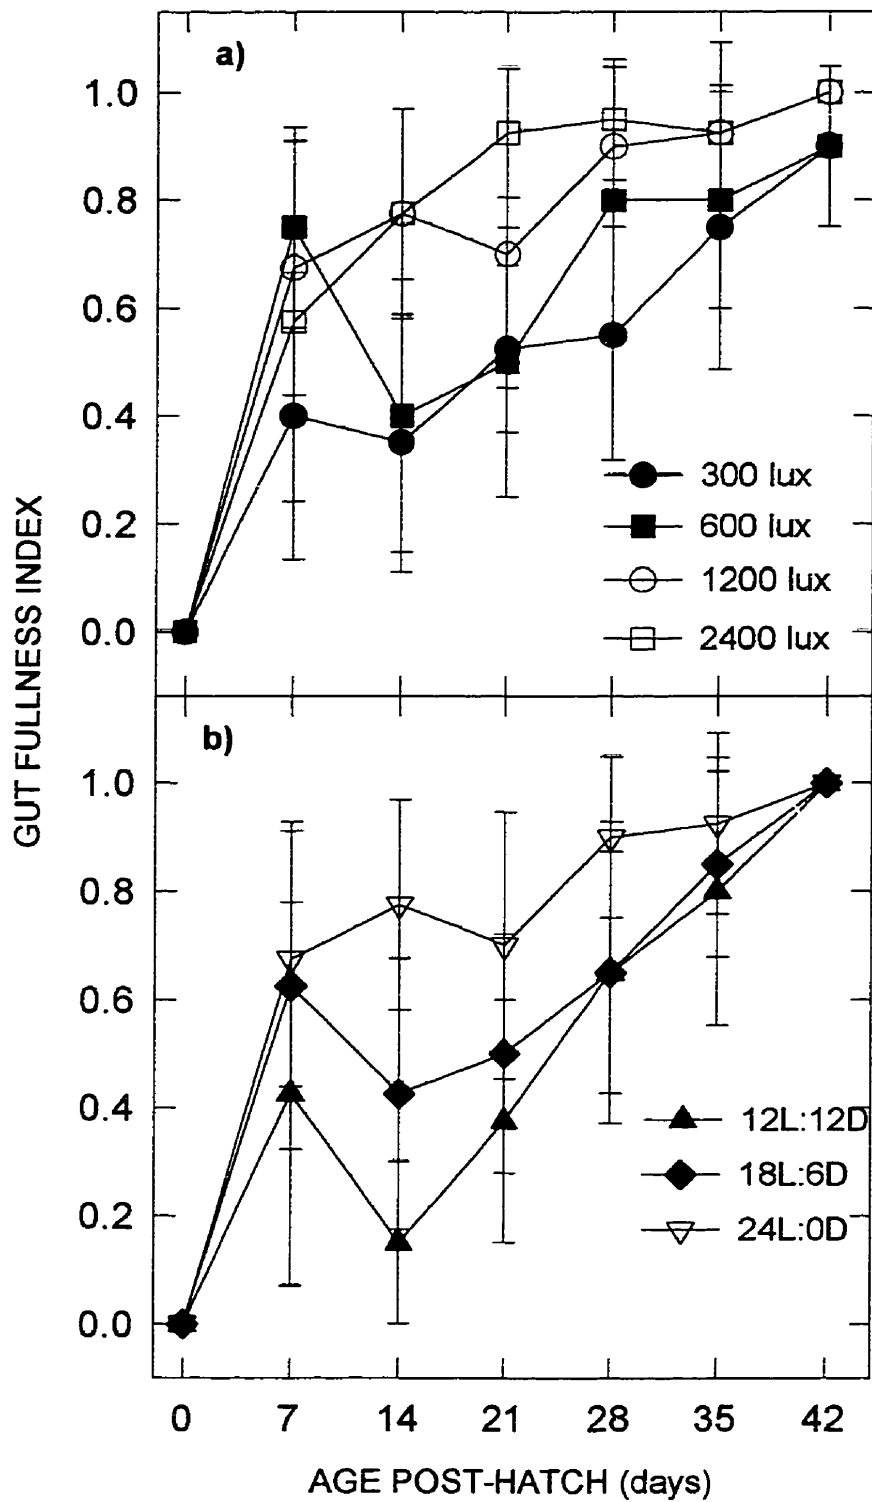 a)
1.0
0.8
0.6
0.4
0.2
0.0
300 lux
600 lux
1200 lux
2400 lux
GUT FULLNESS INDEX
b)
1.0
0.8
0.6
0.4
0.2
0.0
12L:12D
18L:6D
24L:0D
0 7 14 21 28 35 42
AGE POST-HATCH (days)